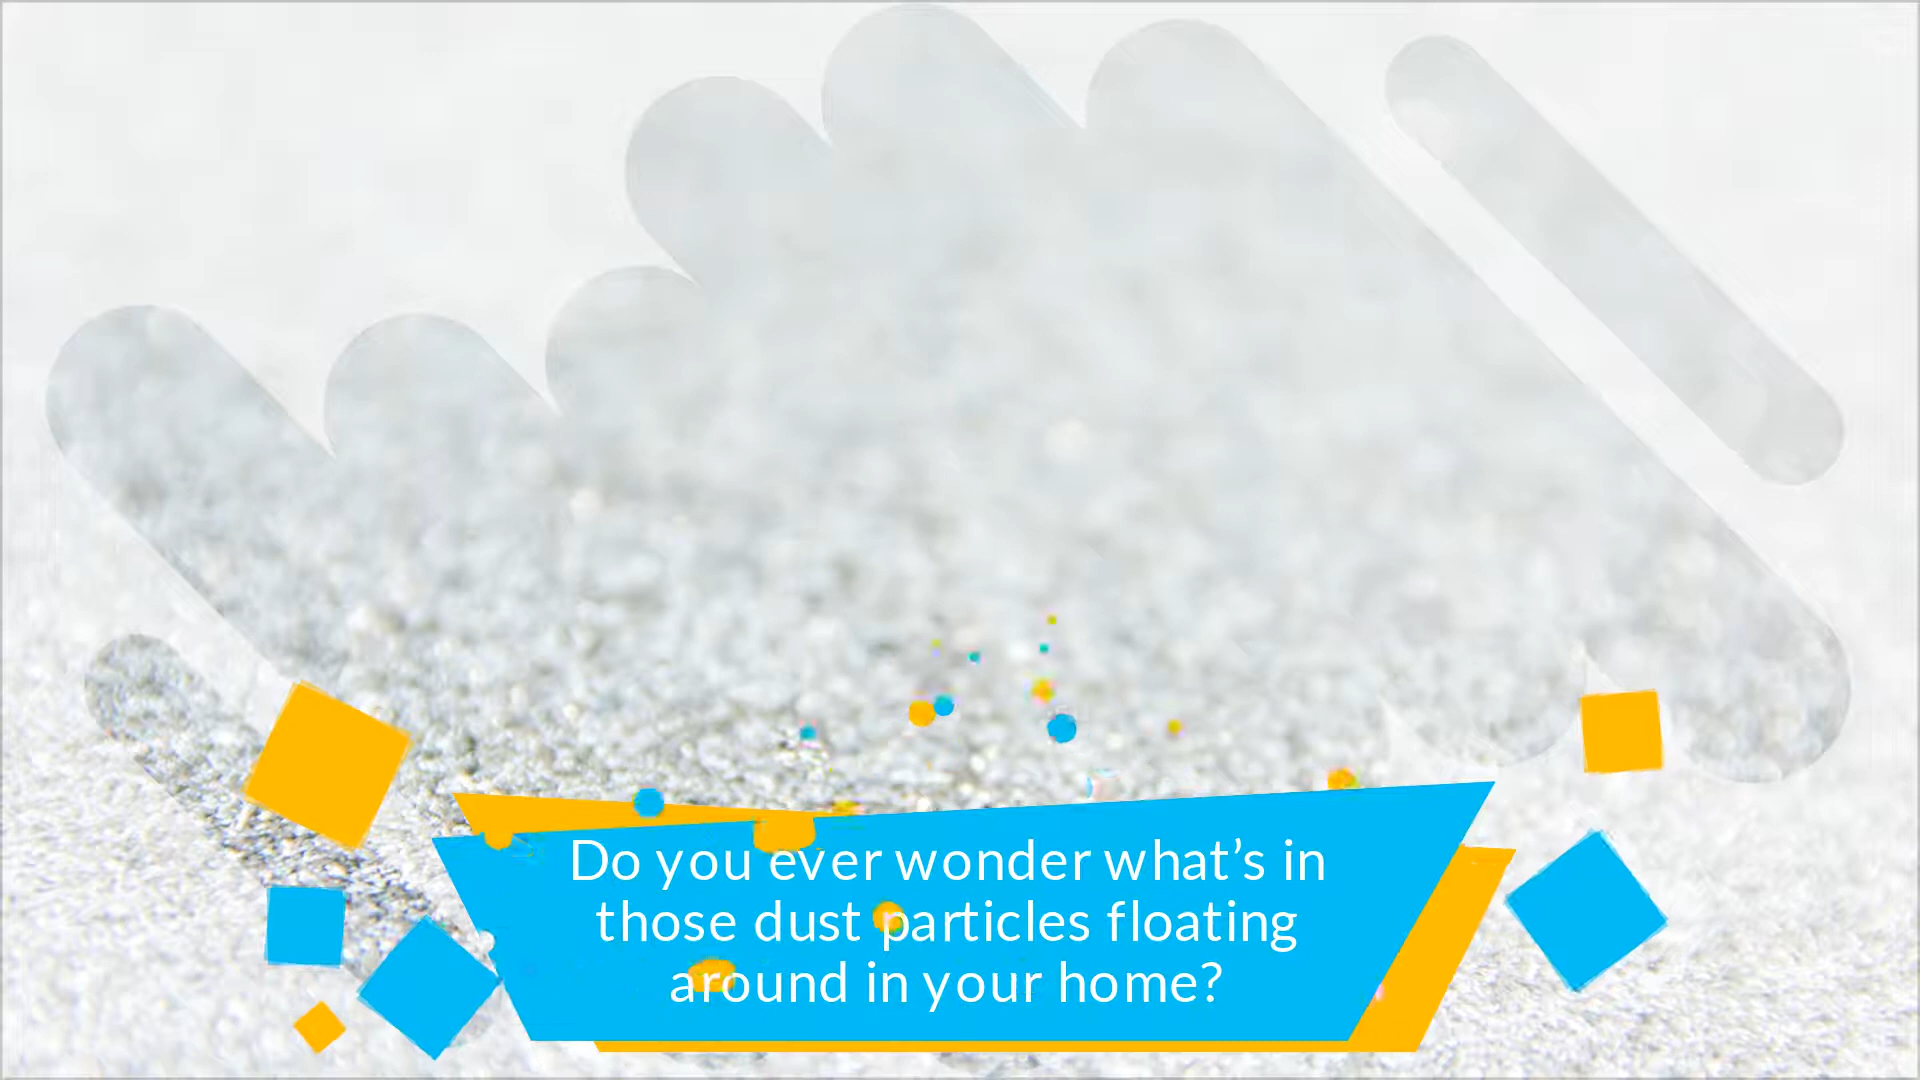 Do you ever wonder what’s in
those dust particles floating
around in your home?